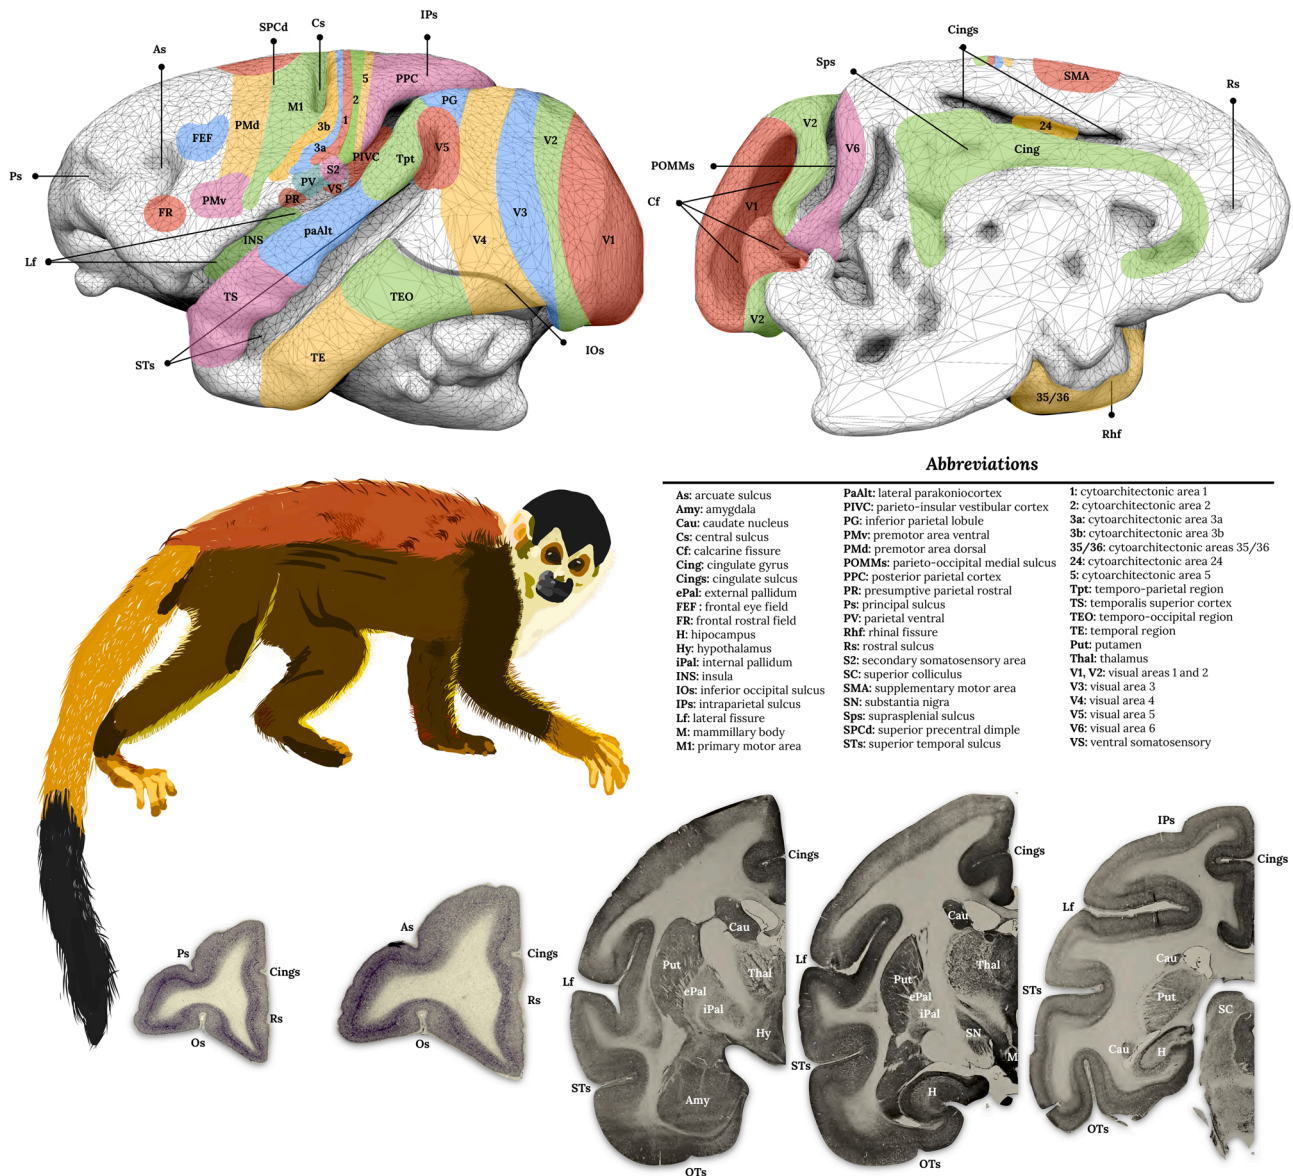 IPs
SPCd
Cs
As
5
PPC
PG
M1
2
1
3b
PMd
FEF
V5
V2
3a
PIVC
Tpt
S2
PV
VS
Ps
PR
PMv
FR
V3
paAlt
INS
V4
V1
Lf
TS
TEO
STs
TE
IOs
Cings
Sps
SMA
Rs
V2
24
V6
Cing
POMMs
Cf
V1
V2
35/36
Rhf
Abbreviations
As: arcuate sulcus
Amy: amygdala
Cau: caudate nucleus
Cs: central sulcus
Cf: calcarine fissure
Cing: cingulate gyrus
Cings: cingulate sulcus
ePal: external pallidum
FEF : frontal eye field
FR: frontal rostral field
H: hipocampus
Hy: hypothalamus
iPal: internal pallidum
INS: insula
IOs: inferior occipital sulcus
IPs: intraparietal sulcus
Lf: lateral fissure
M: mammillary body
M1: primary motor area
PaAlt: lateral parakoniocortex
PIVC: parieto-insular vestibular cortex
PG: inferior parietal lobule
PMv: premotor area ventral
PMd: premotor area dorsal
POMMs: parieto-occipital medial sulcus
PPC: posterior parietal cortex
PR: presumptive parietal rostral
Ps: principal sulcus
PV: parietal ventral
Rhf: rhinal fissure
Rs: rostral sulcus
S2: secondary somatosensory area
SC: superior colliculus
SMA: supplementary motor area
SN: substantia nigra
Sps: suprasplenial sulcus
SPCd: superior precentral dimple
STs: superior temporal sulcus
1: cytoarchitectonic area 1
2: cytoarchitectonic area 2
3a: cytoarchitectonic area 3a
3b: cytoarchitectonic area 3b
35/36: cytoarchitectonic areas 35/36
24: cytoarchitectonic area 24
5: cytoarchitectonic area 5
Tpt: temporo-parietal region
TS: temporalis superior cortex
TEO: temporo-occipital region
TE: temporal region
Put: putamen
Thal: thalamus
V1, V2: visual areas 1 and 2
V3: visual area 3
V4: visual area 4
V5: visual area 5
V6: visual area 6
VS: ventral somatosensory
Ps
Cings
Rs
Os
As
Cings
Rs
Os
Cings
Cau
Lf
Put
Thal
ePal
iPal
Hy
STs
Amy
OTs
Cings
Cau
Lf
Put
Thal
ePal
iPal
SN
M
STs
H
OTs
IPs
Cings
Lf
Cau
STs
Put
SC
Cau
H
OTs